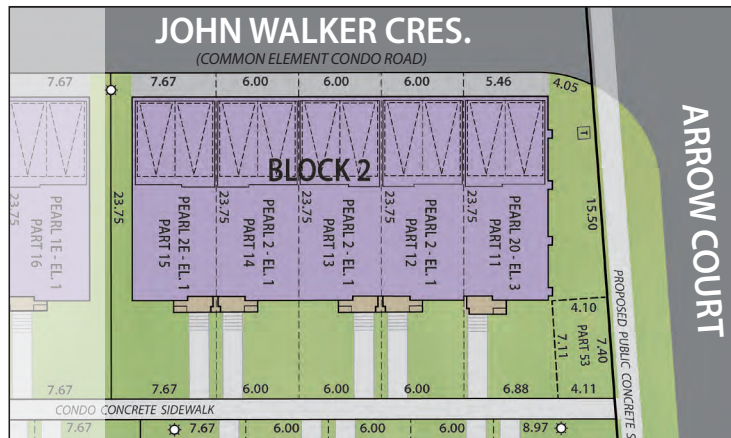 JOHN WALKER CRES.
(COMMON ELEMENT CONDO ROAD)
7.67
7.67
6.00
6.00
6.00
5.46
4.05
ARROW COURT
T
BLOCK 2
23.75
23.75
23.75
23.75
23.75
23.75
15.50
PEARL 1E - EL. 1
PART 16
PEARL 2E - EL. 1
PART 15
PEARL 2 - EL. 1
PART 14
PEARL 2 - EL. 1
PART 13
PEARL 2 - EL. 1
PART 12
PEARL 20 - EL. 3
PART 11
PROPOSED PUBLIC CONCRETE S
4.10
7.11
PART 53
7.40
7.67
7.67
6.00
6.00
6.00
6.88
4.11
CONDO CONCRETE SIDEWALK
7.67
7.67
6.00
6.00
6.00
8.97